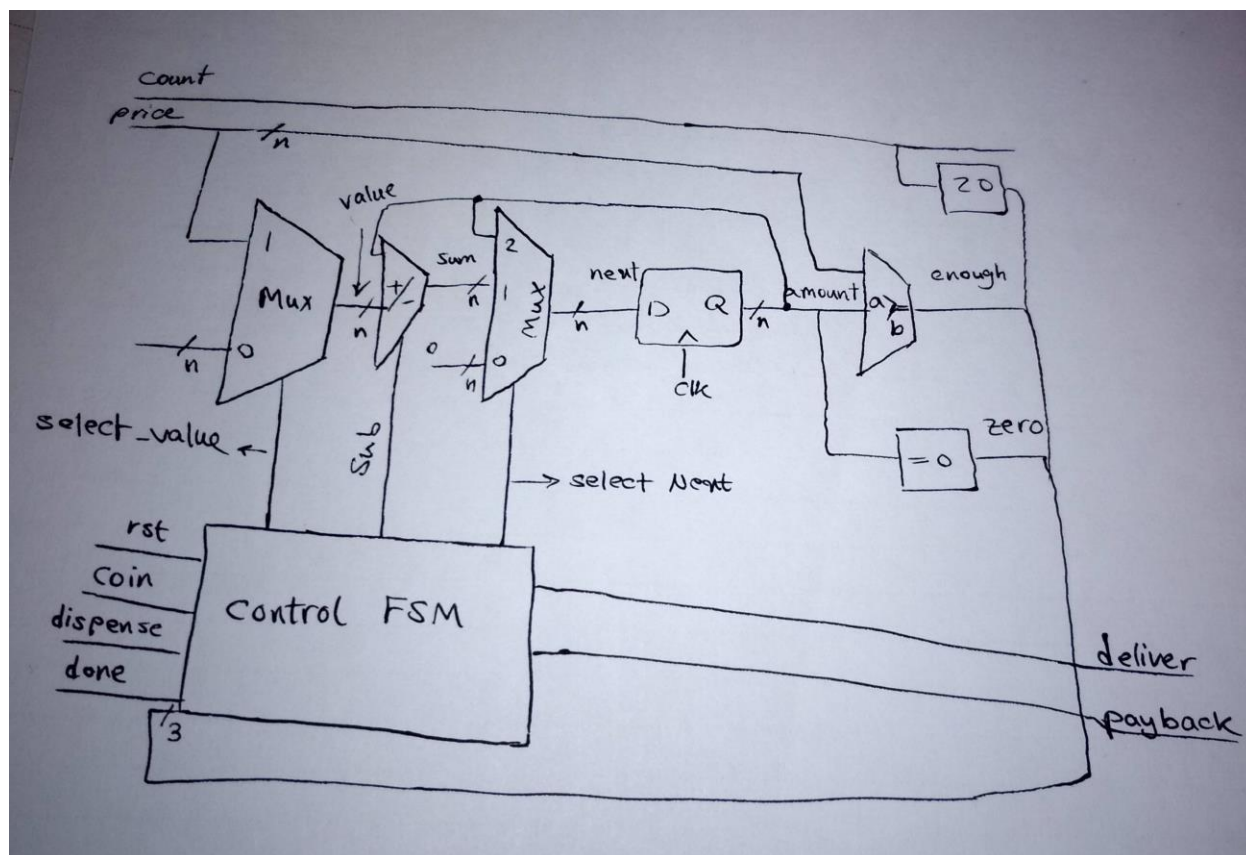 count
price
n
20
value
1
Mux
0
n
n
+/-
sum
n
0
n
2
1
0
Mux
next
n
D Q
clk
n
amount
a>=b
enough
=0
zero
select_value
Sub
select Next
rst
coin
dispense
done
3
Control FSM
deliver
payback